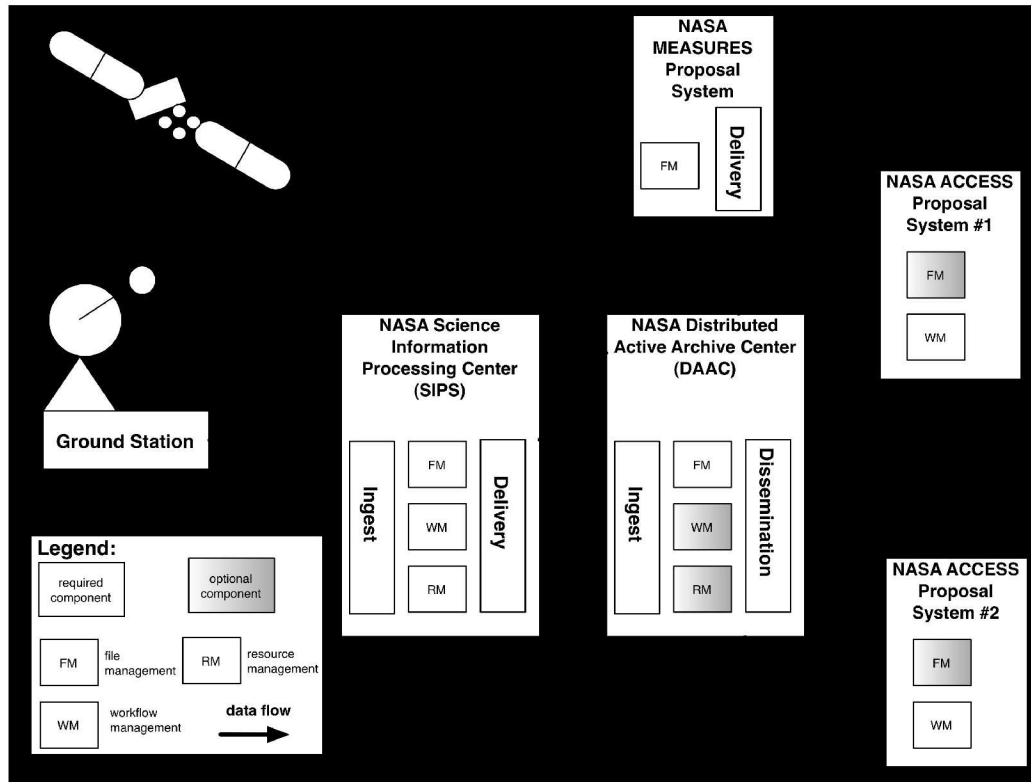 NASA
MEASURES
Proposal
System
FM
Delivery
NASA ACCESS
Proposal
System #1
FM
WM
Ground Station
NASA Science
Information
Processing Center
(SIPS)
Ingest
FM
WM
RM
Delivery
NASA Distributed
Active Archive Center
(DAAC)
Ingest
FM
WM
RM
Dissemination
NASA ACCESS
Proposal
System #2
FM
WM
Legend:
required
component
optional
component
FM
file
management
RM
resource
management
WM
workflow
management
data flow